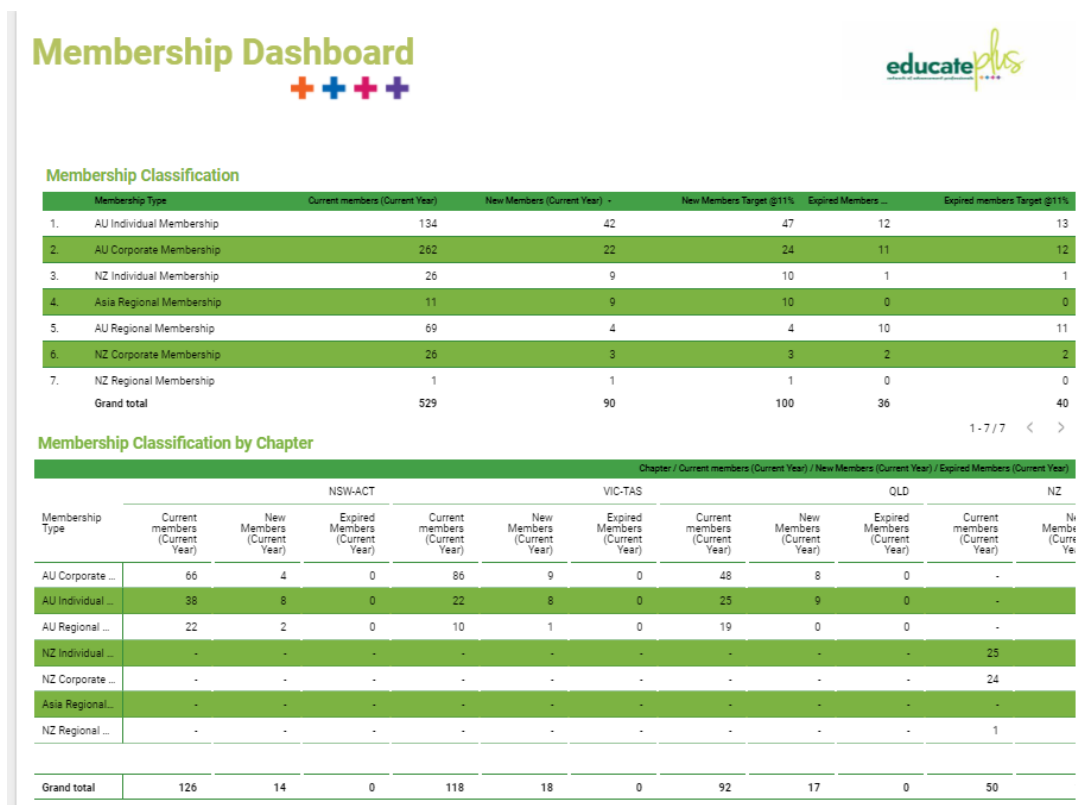 Membership Dashboard
educateplus
Membership Classification
Membership Type Current members (Current Year) New Members (Current Year) New Members Target @11% Expired Members ... Expired members Target @11%
1. AU Individual Membership 134 42 47 12 13
2. AU Corporate Membership 262 22 24 11 12
3. NZ Individual Membership 26 9 10 1 1
4. Asia Regional Membership 11 9 10 0 0
5. AU Regional Membership 69 4 4 10 11
6. NZ Corporate Membership 26 3 3 2 2
7. NZ Regional Membership 1 1 1 0 0
Grand total 529 90 100 36 40
1 - 7 / 7
Membership Classification by Chapter
Chapter / Current members (Current Year) / New Members (Current Year) / Expired Members (Current Year)
NSW-ACT VIC-TAS QLD NZ
Membership Current New Expired Current New Expired Current New Expired Current Ne
Type members Members Members members Members Members members Members Members members Membe
(Current (Current (Current (Current (Current (Current (Current (Current (Current (Current (Curre
Year) Year) Year) Year) Year) Year) Year) Year) Year) Year) Yea
AU Corporate ... 66 4 0 86 9 0 48 8 0 -
AU Individual ... 38 8 0 22 8 0 25 9 0 -
AU Regional ... 22 2 0 10 1 0 19 0 0 -
NZ Individual ... - - - - - - - - - 25
NZ Corporate ... - - - - - - - - - 24
Asia Regional... - - - - - - - - - -
NZ Regional ... - - - - - - - - - 1
Grand total 126 14 0 118 18 0 92 17 0 50